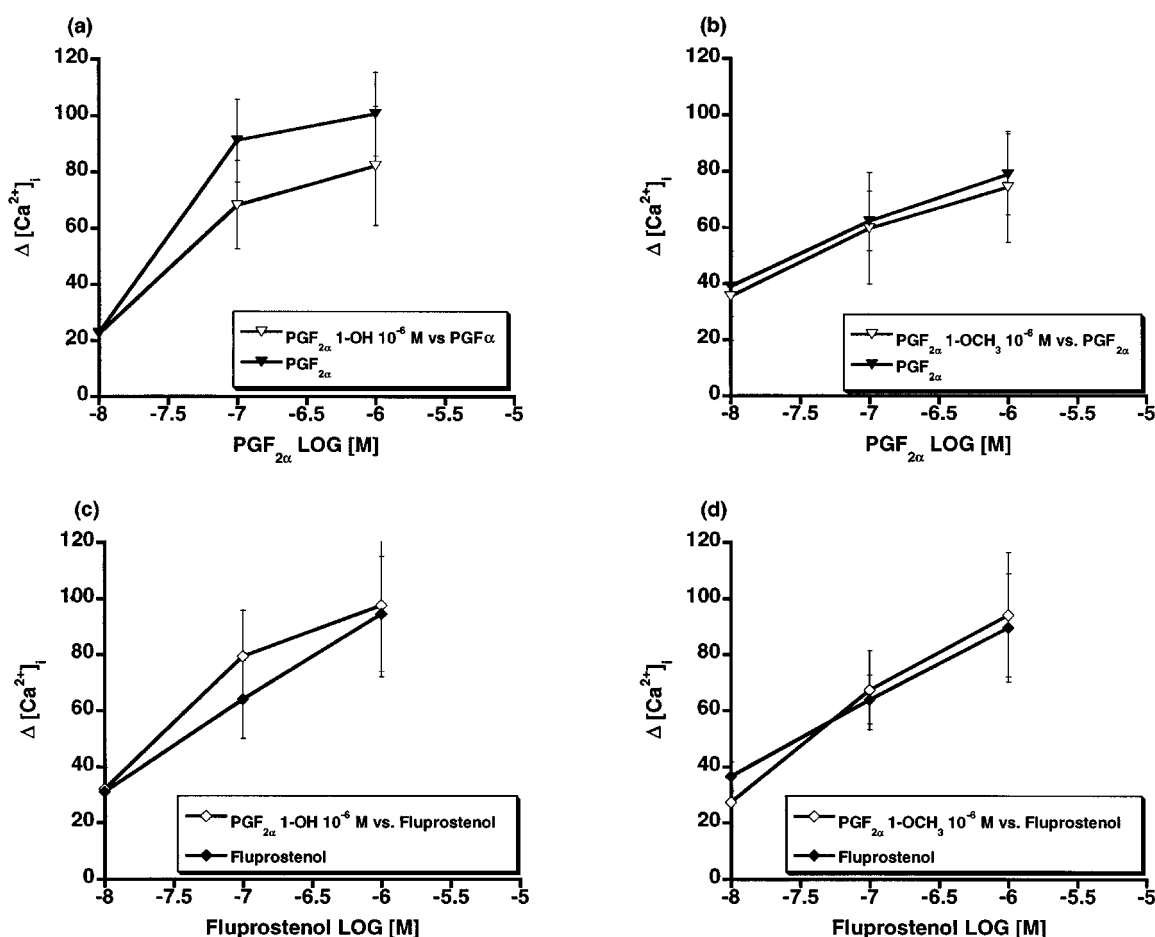 (a)
120
100
80
60
40
20
0
Δ [Ca²⁺]ᵢ
PGF₂α 1-OH 10⁻⁶ M vs PGFα
PGF₂α
-8 -7.5 -7 -6.5 -6 -5.5 -5
PGF₂α LOG [M]
(b)
120
100
80
60
40
20
0
Δ [Ca²⁺]ᵢ
PGF₂α 1-OCH₃ 10⁻⁶ M vs. PGF₂α
PGF₂α
-8 -7.5 -7 -6.5 -6 -5.5 -5
PGF₂α LOG [M]
(c)
120
100
80
60
40
20
0
Δ [Ca²⁺]ᵢ
PGF₂α 1-OH 10⁻⁶ M vs. Fluprostenol
Fluprostenol
-8 -7.5 -7 -6.5 -6 -5.5 -5
Fluprostenol LOG [M]
(d)
120
100
80
60
40
20
0
Δ [Ca²⁺]ᵢ
PGF₂α 1-OCH₃ 10⁻⁶ M vs. Fluprostenol
Fluprostenol
-8 -7.5 -7 -6.5 -6 -5.5 -5
Fluprostenol LOG [M]